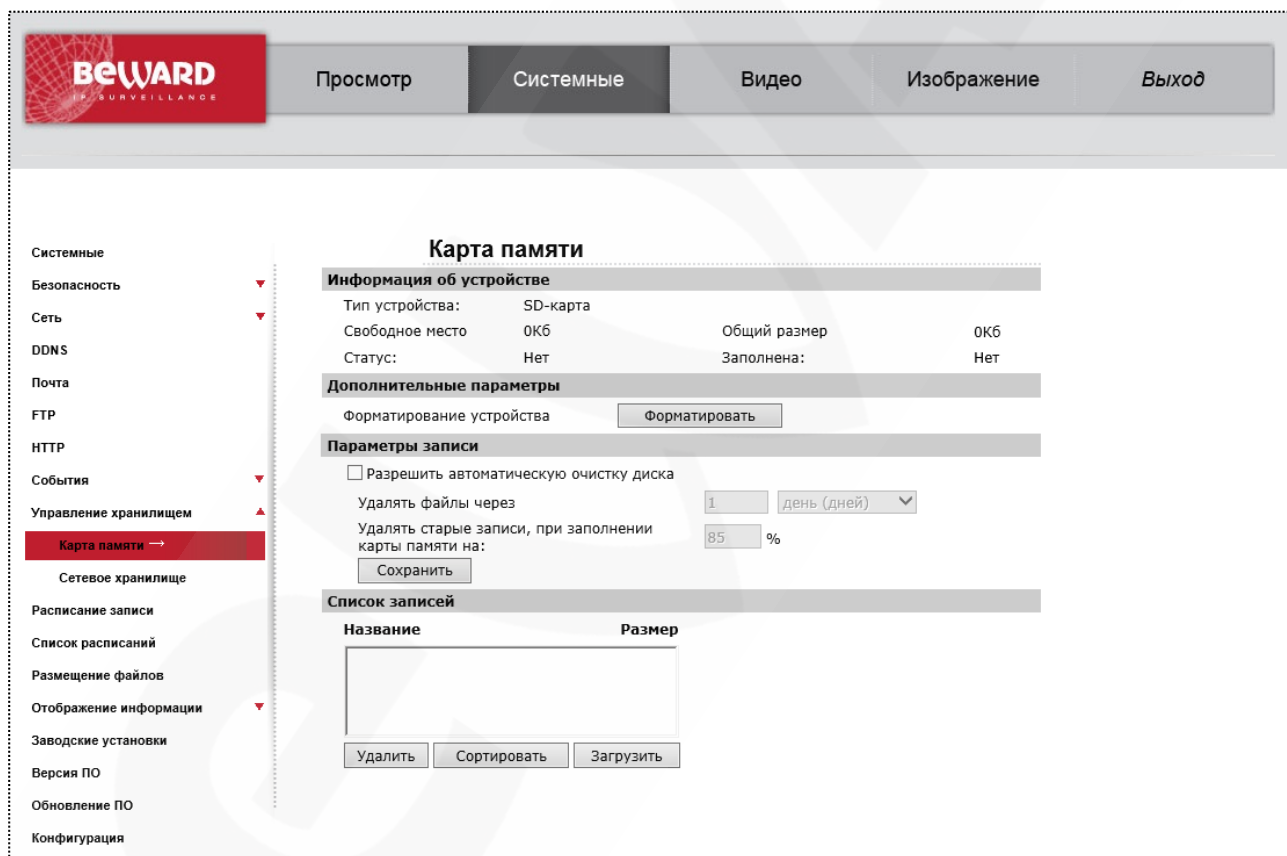 BEWARD
IP SURVEILLANCE
Просмотр Системные Видео Изображение Выход
Системные
Безопасность
Сеть
DDNS
Почта
FTP
HTTP
События
Управление хранилищем
Карта памяти →
Сетевое хранилище
Расписание записи
Список расписаний
Размещение файлов
Отображение информации
Заводские установки
Версия ПО
Обновление ПО
Конфигурация
Карта памяти
Информация об устройстве
Тип устройства: SD-карта
Свободное место 0Кб Общий размер 0Кб
Статус: Нет Заполнена: Нет
Дополнительные параметры
Форматирование устройства Форматировать
Параметры записи
Разрешить автоматическую очистку диска
Удалять файлы через 1 день (дней)
Удалять старые записи, при заполнении
карты памяти на: 85 %
Сохранить
Список записей
Название Размер
Удалить Сортировать Загрузить